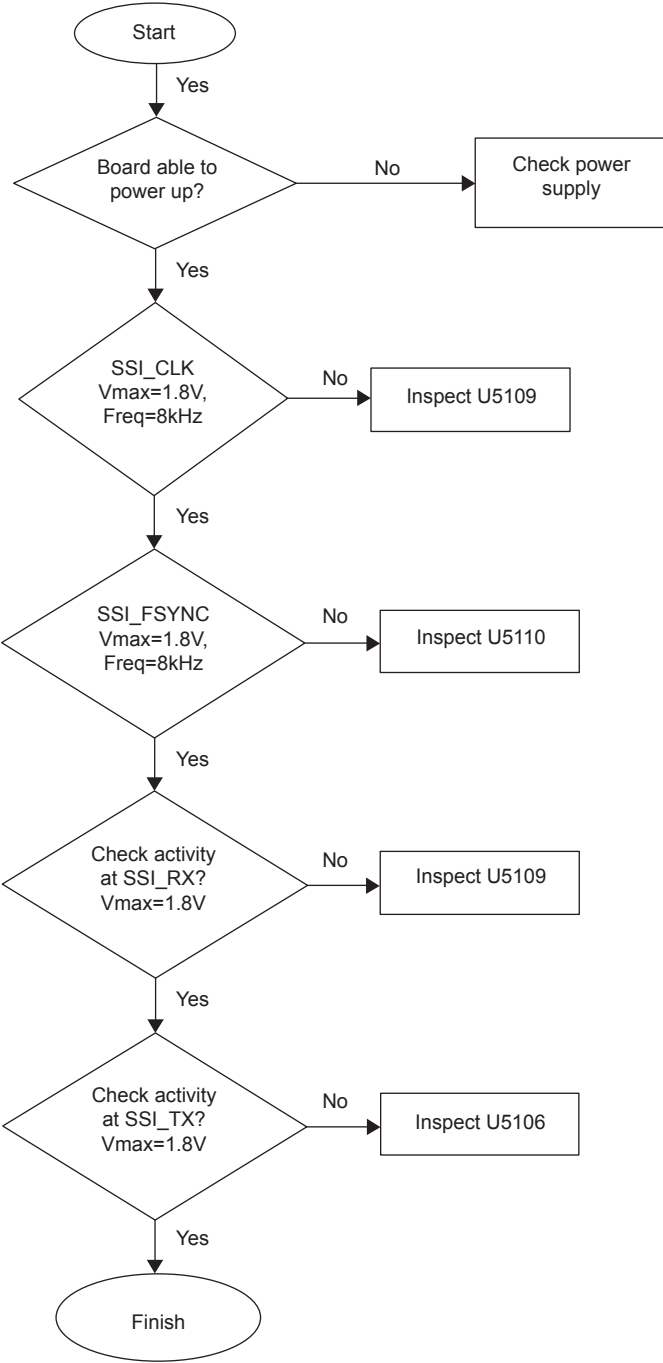 Start
Yes
Board able to
power up?
No
Check power
supply
Yes
SSI_CLK
Vmax=1.8V,
Freq=8kHz
No
Inspect U5109
Yes
SSI_FSYNC
Vmax=1.8V,
Freq=8kHz
No
Inspect U5110
Yes
Check activity
at SSI_RX?
Vmax=1.8V
No
Inspect U5109
Yes
Check activity
at SSI_TX?
Vmax=1.8V
No
Inspect U5106
Yes
Finish